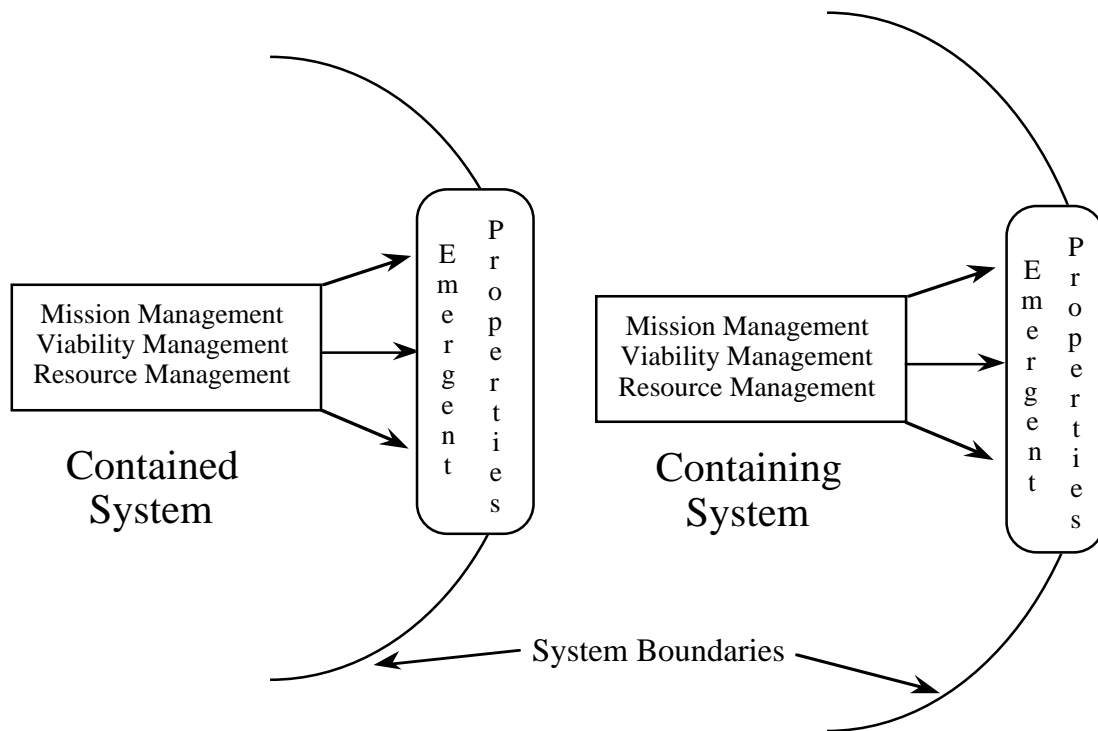 Emergent
Properties
Mission Management
Viability Management
Resource Management
Contained
System
Emergent
Properties
Mission Management
Viability Management
Resource Management
Containing
System
System Boundaries